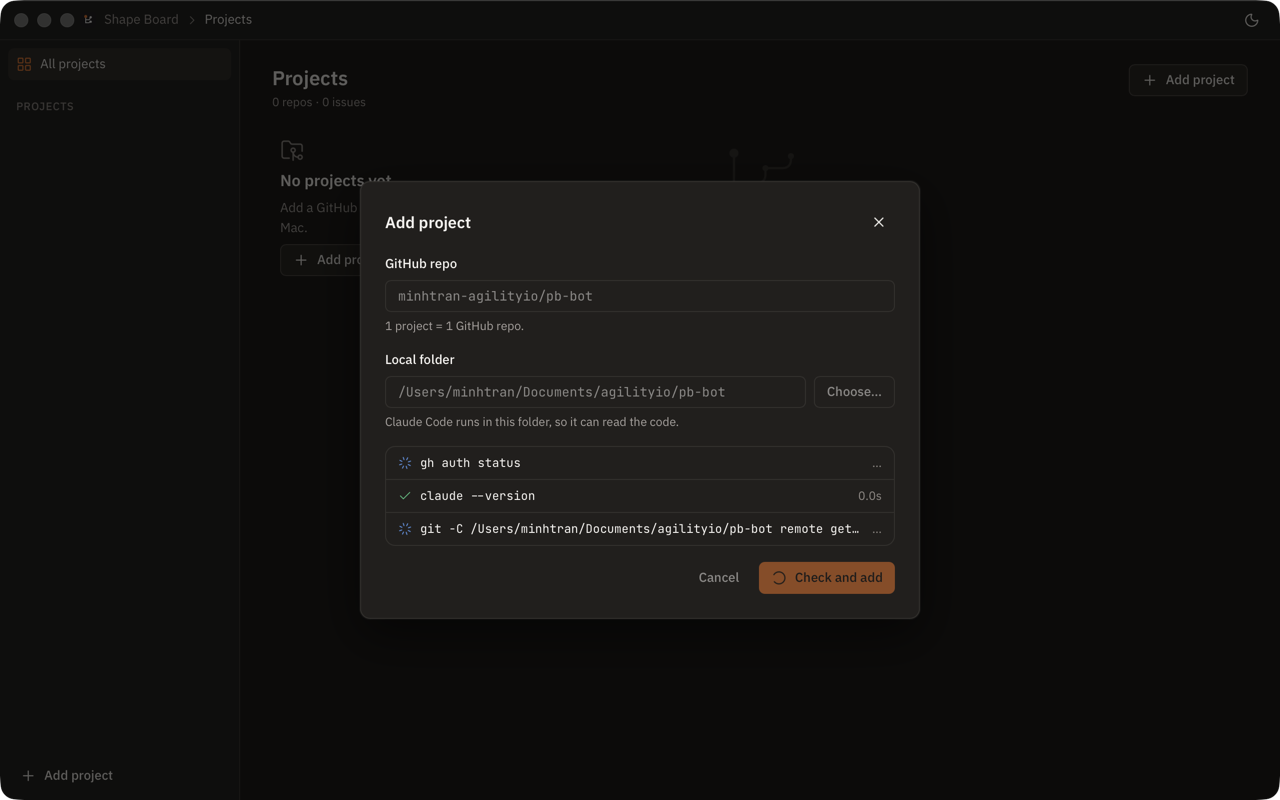 Shape Board > Projects
All projects
PROJECTS
Projects
0 repos · 0 issues
Add project
No projects yet
Add a GitHub
Mac.
Add pro
Add project
GitHub repo
minhtran-agilityio/pb-bot
1 project = 1 GitHub repo.
Local folder
/Users/minhtran/Documents/agilityio/pb-bot
Choose...
Claude Code runs in this folder, so it can read the code.
gh auth status …
claude --version 0.0s
git -C /Users/minhtran/Documents/agilityio/pb-bot remote get… …
Cancel
Check and add
Add project